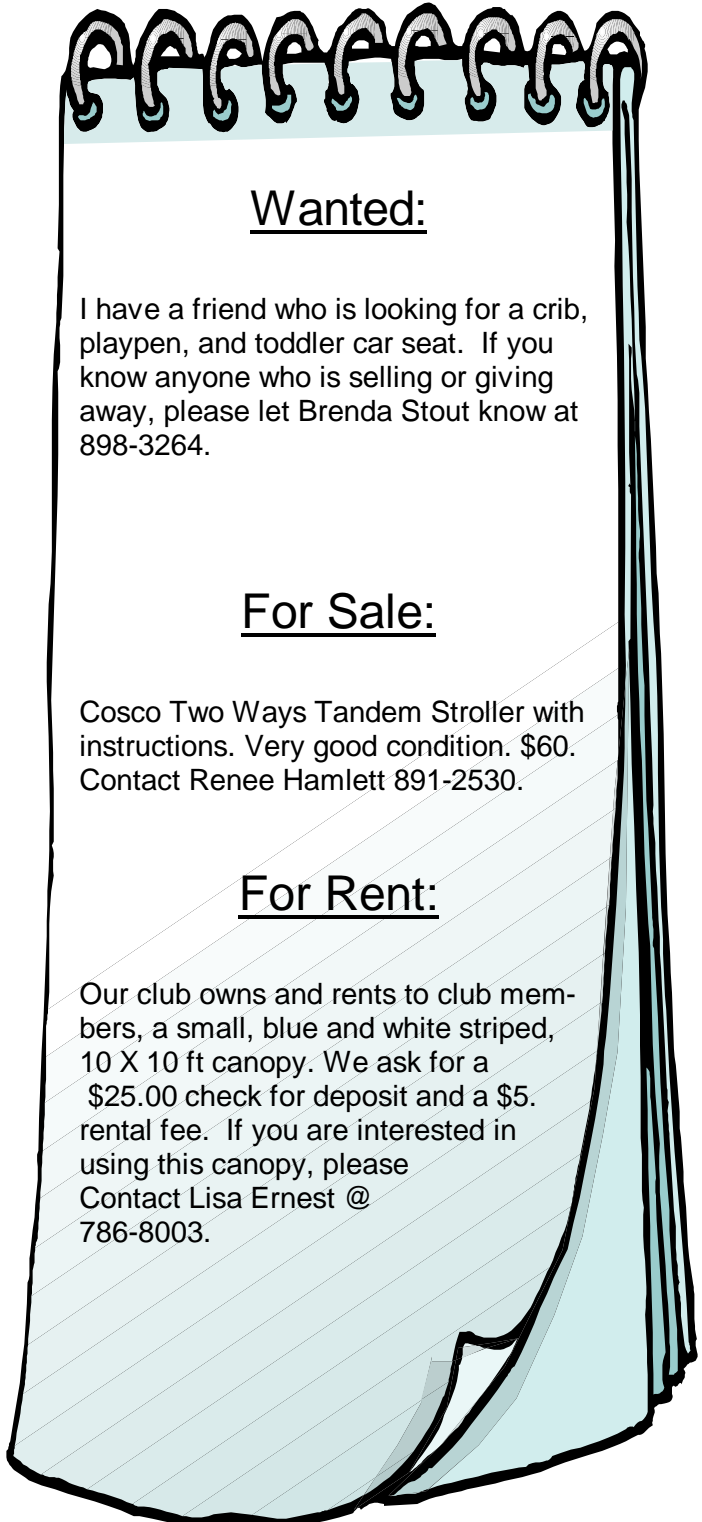 Wanted:
I have a friend who is looking for a crib,
playpen, and toddler car seat.  If you
know anyone who is selling or giving
away, please let Brenda Stout know at
898-3264.
For Sale:
Cosco Two Ways Tandem Stroller with
instructions. Very good condition. $60.
Contact Renee Hamlett 891-2530.
For Rent:
Our club owns and rents to club mem-
bers, a small, blue and white striped,
10 X 10 ft canopy. We ask for a
$25.00 check for deposit and a $5.
rental fee.  If you are interested in
using this canopy, please
Contact Lisa Ernest @
786-8003.